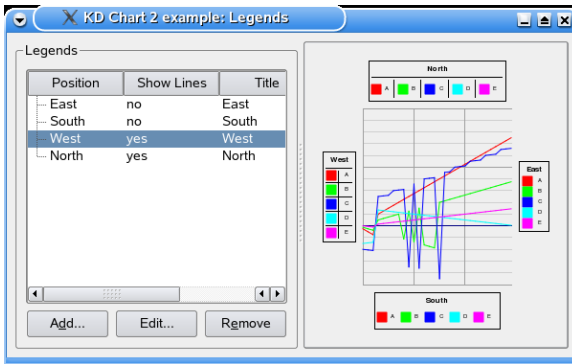 KD Chart 2 example: Legends
Legends
Position Show Lines Title
East no East
South no South
West yes West
North yes North
Add... Edit... Remove
North
A B C D E
West
A
B
C
D
E
East
A
B
C
D
E
South
A B C D E